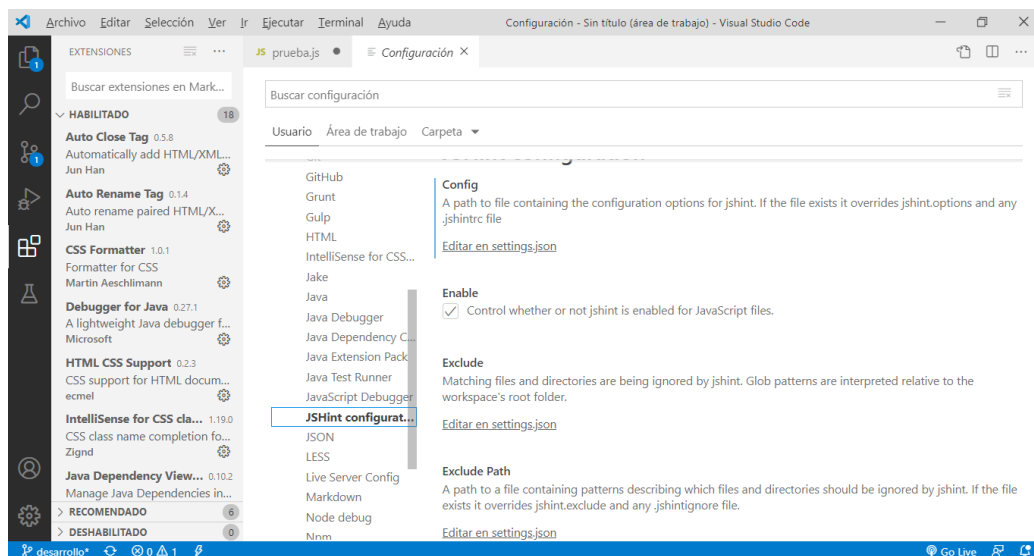 Archivo Editar Selección Ver Ir Ejecutar Terminal Ayuda
Configuración - Sin título (área de trabajo) - Visual Studio Code
EXTENSIONES
Buscar extensiones en Mark...
HABILITADO 18
Auto Close Tag 0.5.8
Automatically add HTML/XML...
Jun Han
Auto Rename Tag 0.1.4
Auto rename paired HTML/X...
Jun Han
CSS Formatter 1.0.1
Formatter for CSS
Martin Aeschlimann
Debugger for Java 0.27.1
A lightweight Java debugger f...
Microsoft
HTML CSS Support 0.2.3
CSS support for HTML docum...
ecmel
IntelliSense for CSS cla... 1.19.0
CSS class name completion fo...
Zignd
Java Dependency View... 0.10.2
Manage Java Dependencies in...
RECOMENDADO 6
DESHABILITADO 0
JS prueba.js
Configuración
Buscar configuración
Usuario Área de trabajo Carpeta
GitHub
Grunt
Gulp
HTML
IntelliSense for CSS...
Jake
Java
Java Debugger
Java Dependency C...
Java Extension Pack
Java Test Runner
JavaScript Debugger
JSHint configurat...
JSON
LESS
Live Server Config
Markdown
Node debug
Npm
Config
A path to file containing the configuration options for jshint. If the file exists it overrides jshint.options and any
.jshintrc file
Editar en settings.json
Enable
Control whether or not jshint is enabled for JavaScript files.
Exclude
Matching files and directories are being ignored by jshint. Glob patterns are interpreted relative to the
workspace's root folder.
Editar en settings.json
Exclude Path
A path to a file containing patterns describing which files and directories should be ignored by jshint. If the file
exists it overrides jshint.exclude and any .jshintignore file.
Editar en settings.json
1
1
desarrollo* 0 1
Go Live